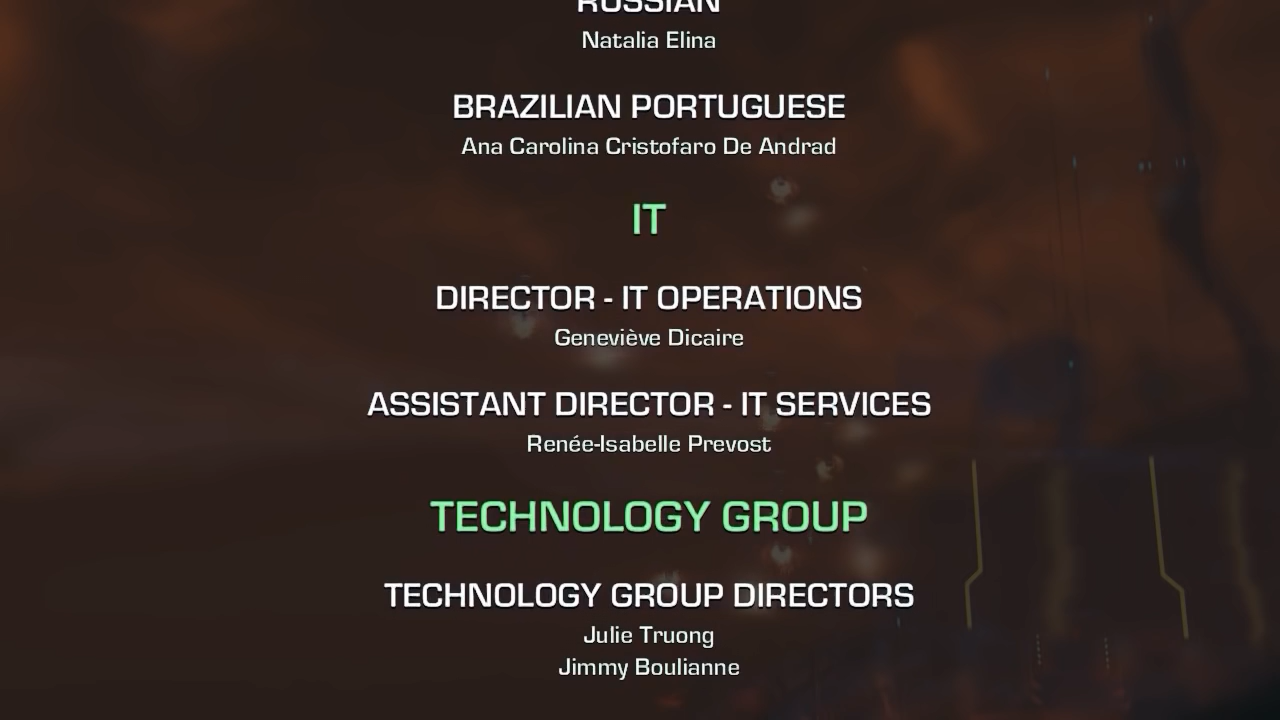 RUSSIAN
Natalia Elina
BRAZILIAN PORTUGUESE
Ana Carolina Cristofaro De Andrad
IT
DIRECTOR - IT OPERATIONS
Geneviève Dicaire
ASSISTANT DIRECTOR - IT SERVICES
Renée-Isabelle Prevost
TECHNOLOGY GROUP
TECHNOLOGY GROUP DIRECTORS
Julie Truong
Jimmy Boulianne